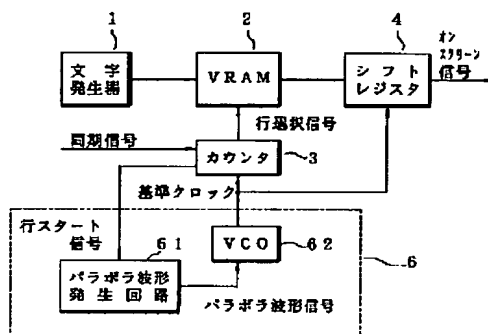 1
2
4
文字
発生器
VRAM
シフト
レジスタ
オン
スクリーン
信号
行選択信号
同期信号
カウンタ
3
基準クロック
行スタート
信号
61
VCO
62
6
パラボラ波形
発生回路
パラボラ波形信号